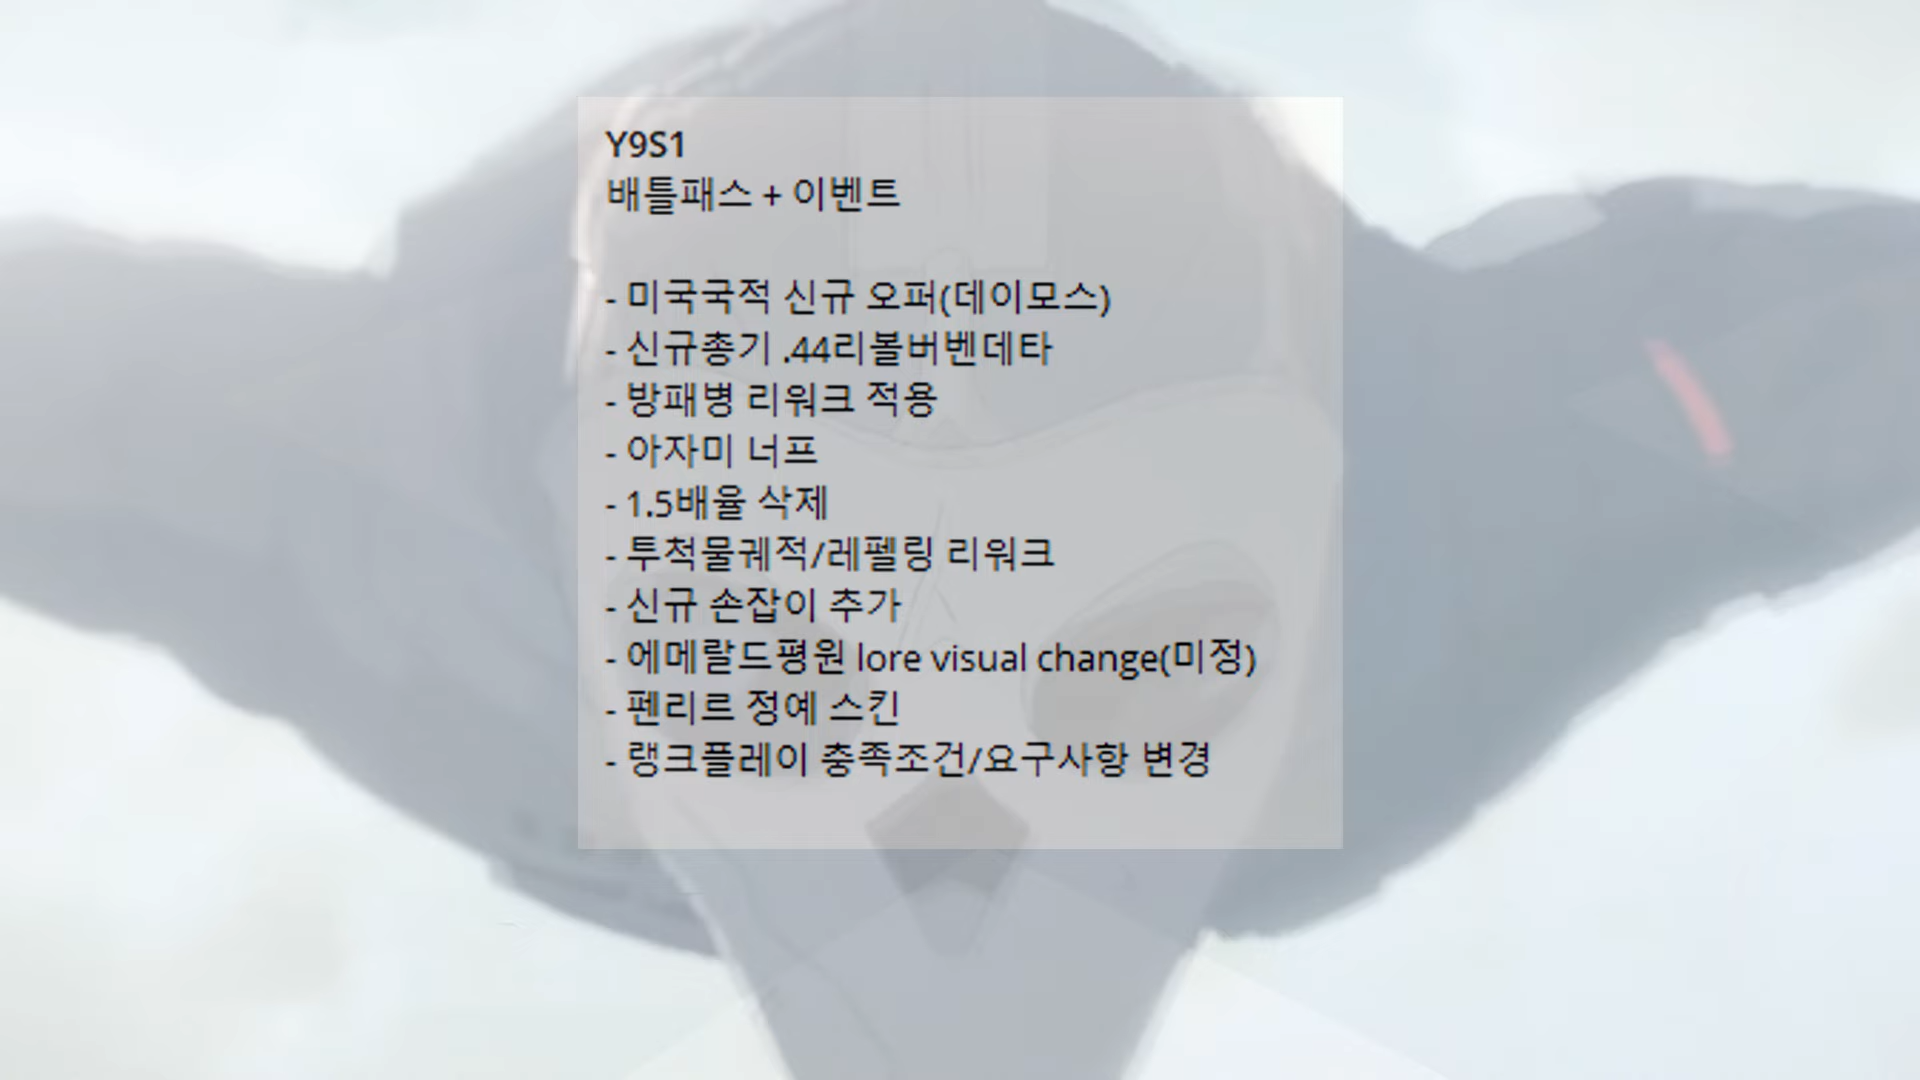 Y9S1
배틀패스 + 이벤트
- 미국국적 신규 오퍼(데이모스)
- 신규총기 .44리볼버벤데타
- 방패병 리워크 적용
- 아자미 너프
- 1.5배율 삭제
- 투척물궤적/레펠링 리워크
- 신규 손잡이 추가
- 에메랄드평원 lore visual change(미정)
- 펜리르 정예 스킨
- 랭크플레이 충족조건/요구사항 변경